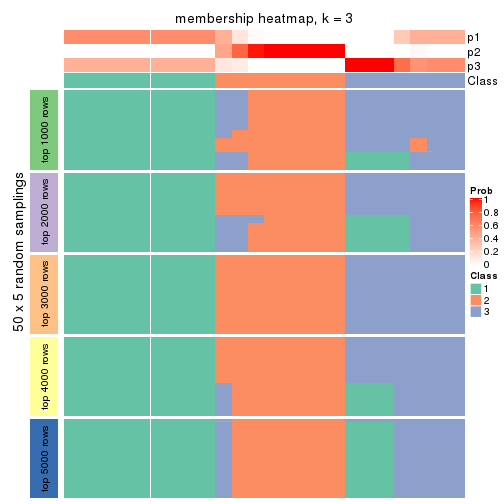 membership heatmap, k = 3
p1
p2
p3
Class
50 x 5 random samplings
top 1000 rows
top 2000 rows
top 3000 rows
top 4000 rows
top 5000 rows
Prob
1
0.8
0.6
0.4
0.2
0
Class
1
2
3